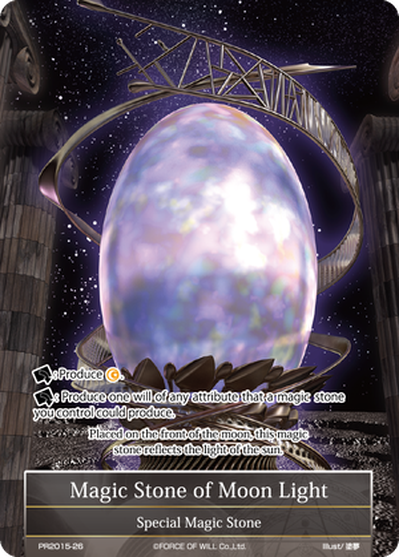 : Produce .
: Produce one will of any attribute that a magic stone
you control could produce.
Placed on the front of the moon, this magic
stone reflects the light of the sun.
Magic Stone of Moon Light
Special Magic Stone
PR2015-26 ©FORCE OF WILL Co.,Ltd. Illust/ 塗夢